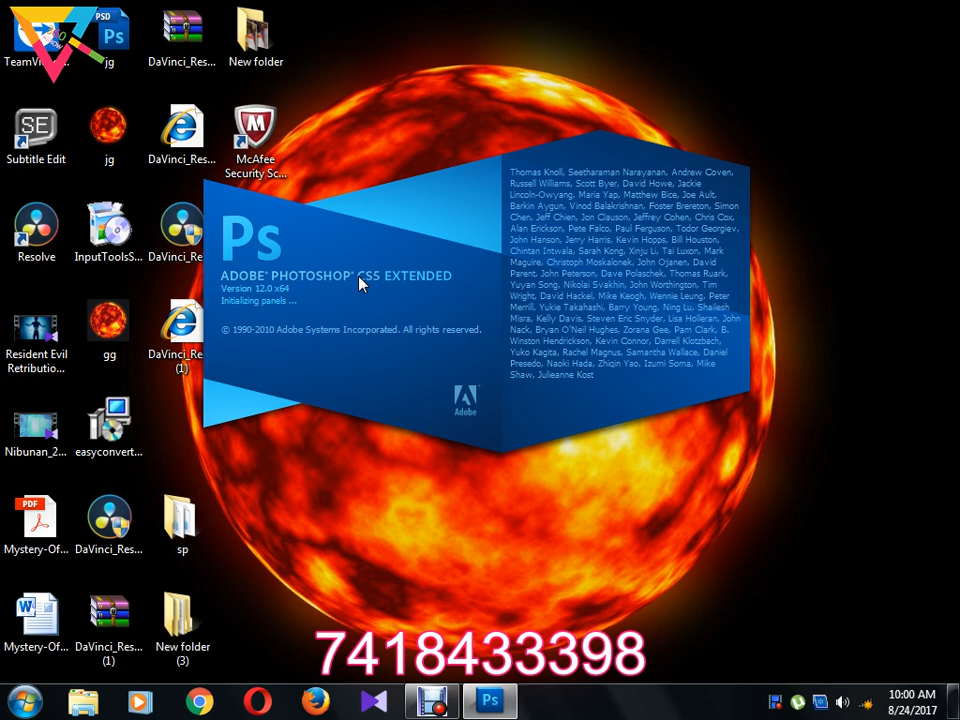 PSD
Ps
TeamVi...
jg
DaVinci_Res...
New folder
SE
Subtitle Edit
jg
DaVinci_Res...
McAfee
Security Sc...
Resolve
InputToolsS...
DaVinci_Res...
Resident Evil
Retributio...
gg
DaVinci_Re
(1)
Nibunan_2...
easyconvert...
PDF
Mystery-Of...
DaVinci_Res...
sp
W
Mystery-Of...
DaVinci_Res...
(1)
New folder
(3)
Ps
ADOBE® PHOTOSHOP® CS5 EXTENDED
Version 12.0 x64
Initializing panels ...
© 1990-2010 Adobe Systems Incorporated. All rights reserved.
Adobe
Thomas Knoll, Seetharaman Narayanan, Andrew Coven,
Russell Williams, Scott Byer, David Howe, Jackie
Lincoln-Owyang, Maria Yap, Matthew Bice, Joe Ault,
Barkin Aygun, Vinod Balakrishnan, Foster Brereton, Simon
Chen, Jeff Chien, Jon Clauson, Jeffrey Cohen, Chris Cox,
Alan Erickson, Pete Falco, Paul Ferguson, Todor Georgiev,
John Hanson, Jerry Harris, Kevin Hopps, Bill Houston,
Chintan Intwala, Sarah Kong, Xinju Li, Tai Luxon, Mark
Maguire, Christoph Moskalonek, John Ojanen, David
Parent, John Peterson, Dave Polaschek, Thomas Ruark,
Yuyan Song, Nikolai Svakhin, John Worthington, Tim
Wright, David Hackel, Mike Keogh, Wennie Leung, Peter
Merrill, Yukie Takahashi, Barry Young, Ning Lu, Shailesh
Misra, Kelly Davis, Steven Eric Snyder, Lisa Holleran, John
Nack, Bryan O'Neil Hughes, Zorana Gee, Pam Clark, B.
Winston Hendrickson, Kevin Connor, Darrell Klotzbach,
Yuko Kagita, Rachel Magnus, Samantha Wallace, Daniel
Presedo, Naoki Hada, Zhiqin Yao, Izumi Soma, Mike
Shaw, Julieanne Kost
7418433398
Ps
10:00 AM
8/24/2017